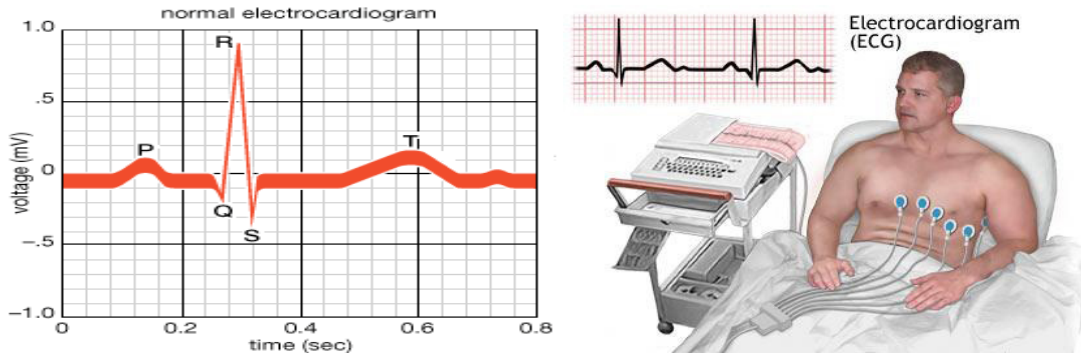 normal electrocardiogram
1.0
.5
0
-.5
-1.0
voltage (mV)
R
P
T
Q
S
0
0.2
0.4
0.6
0.8
time (sec)
Electrocardiogram
(ECG)